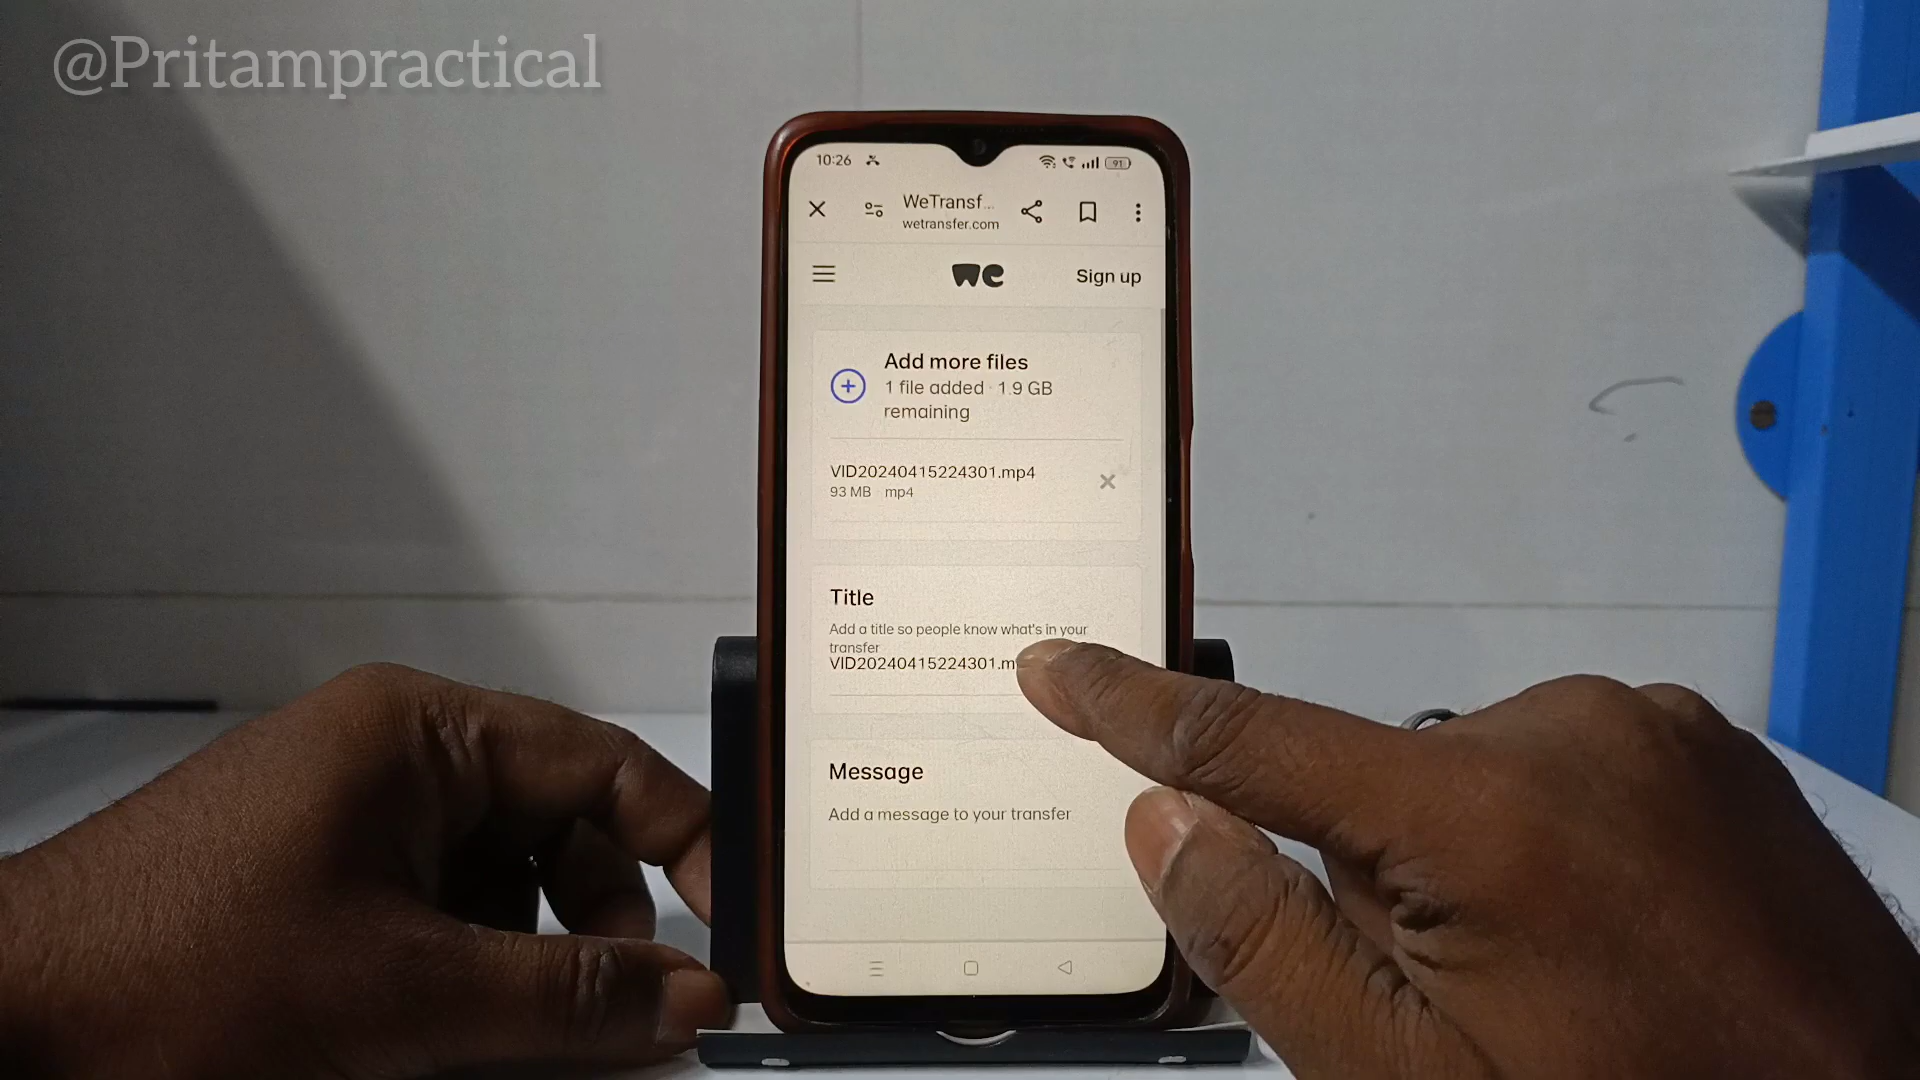 @Pritampractical
10:26
91
WeTransf...
wetransfer.com
we
Sign up
Add more files
1 file added · 1.9 GB
remaining
VID20240415224301.mp4
93 MB mp4
Title
Add a title so people know what's in your
transfer
VID20240415224301.m
Message
Add a message to your transfer